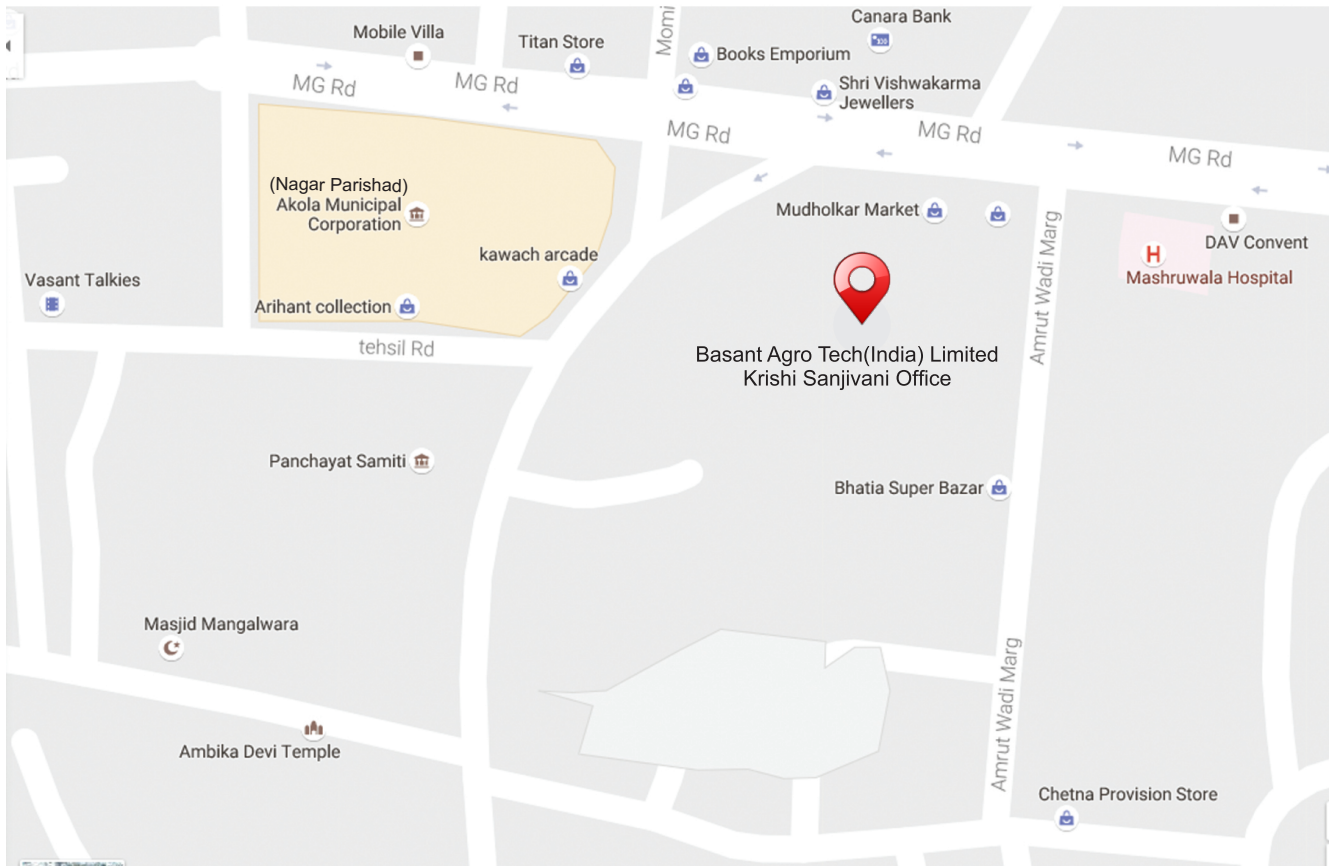 Canara Bank
Mobile Villa
Titan Store
Momi
Books Emporium
MG Rd
MG Rd
Shri Vishwakarma
Jewellers
MG Rd
MG Rd
MG Rd
(Nagar Parishad)
Akola Municipal
Corporation
Mudholkar Market
DAV Convent
kawach arcade
Mashruwala Hospital
Vasant Talkies
Arihant collection
Amrut Wadi Marg
tehsil Rd
Basant Agro Tech(India) Limited
Krishi Sanjivani Office
Panchayat Samiti
Bhatia Super Bazar
Masjid Mangalwara
Amrut Wadi Marg
Ambika Devi Temple
Chetna Provision Store